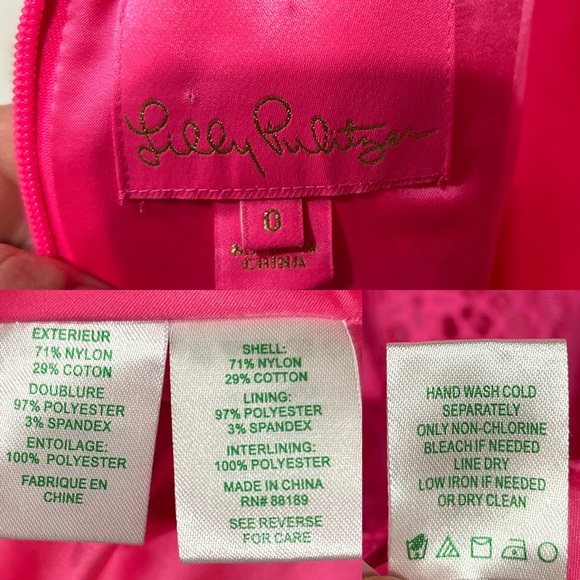 Lilly Pulitzer
0
CHINA
EXTERIEUR
71% NYLON
29% COTON
DOUBLURE
97% POLYESTER
3% SPANDEX
ENTOILAGE:
100% POLYESTER
FABRIQUE EN
CHINE
SHELL:
71% NYLON
29% COTTON
LINING:
97% POLYESTER
3% SPANDEX
INTERLINING:
100% POLYESTER
MADE IN CHINA
RN# 88189
SEE REVERSE
FOR CARE
HAND WASH COLD
SEPARATELY
ONLY NON-CHLORINE
BLEACH IF NEEDED
LINE DRY
LOW IRON IF NEEDED
OR DRY CLEAN